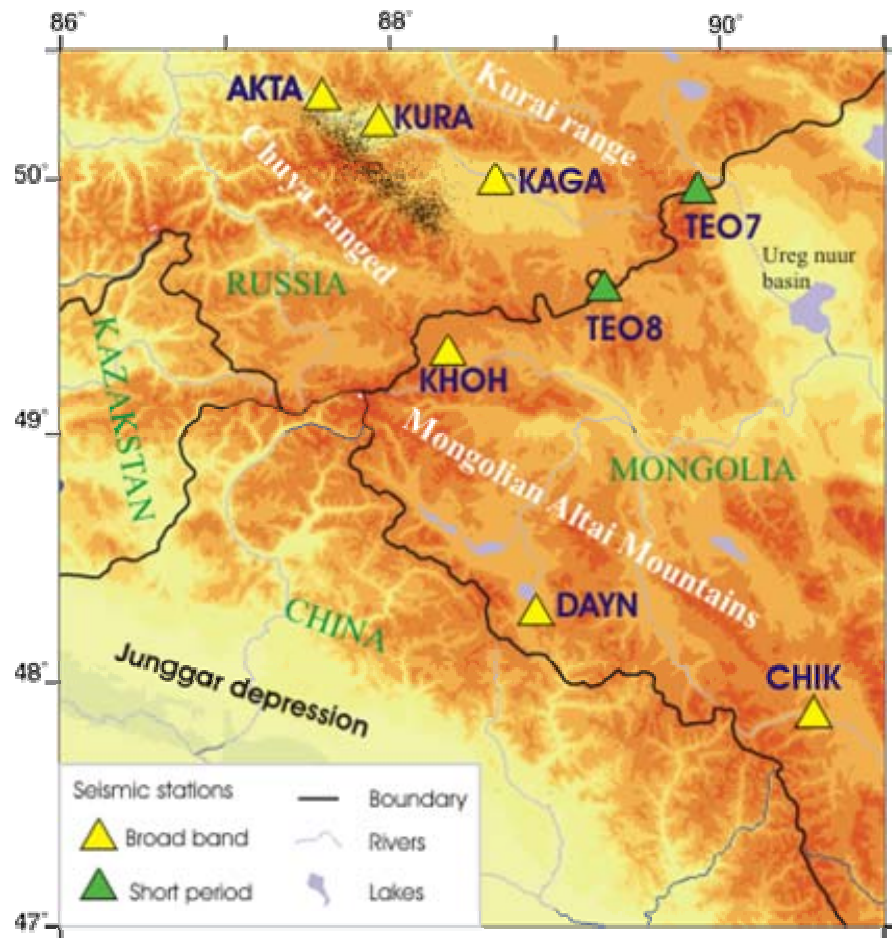 86°
88°
90°
50°
49°
48°
47°
AKTA
KURA
Kurai range
KAGA
Chuya ranged
TEO7
Ureg nuur
basin
RUSSIA
TEO8
KAZAKSTAN
KHOH
Mongolian Altai Mountains
MONGOLIA
DAYN
CHINA
Junggar depression
CHIK
Seismic stations
Broad band
Short period
Boundary
Rivers
Lakes